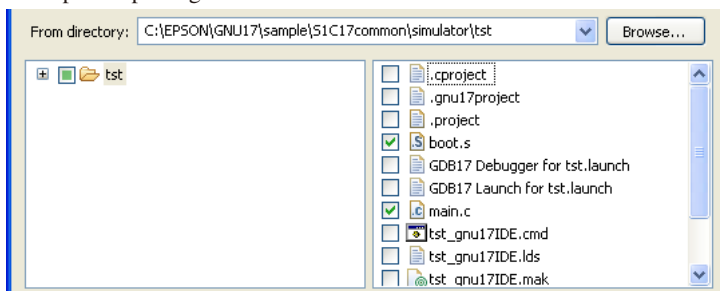 From directory: C:\EPSON\GNU17\sample\S1C17common\simulator\tst Browse...
tst
.cproject
.gnu17project
.project
boot.s
GDB17 Debugger for tst.launch
GDB17 Launch for tst.launch
main.c
tst_gnu17IDE.cmd
tst_gnu17IDE.lds
tst_gnu17IDE.mak